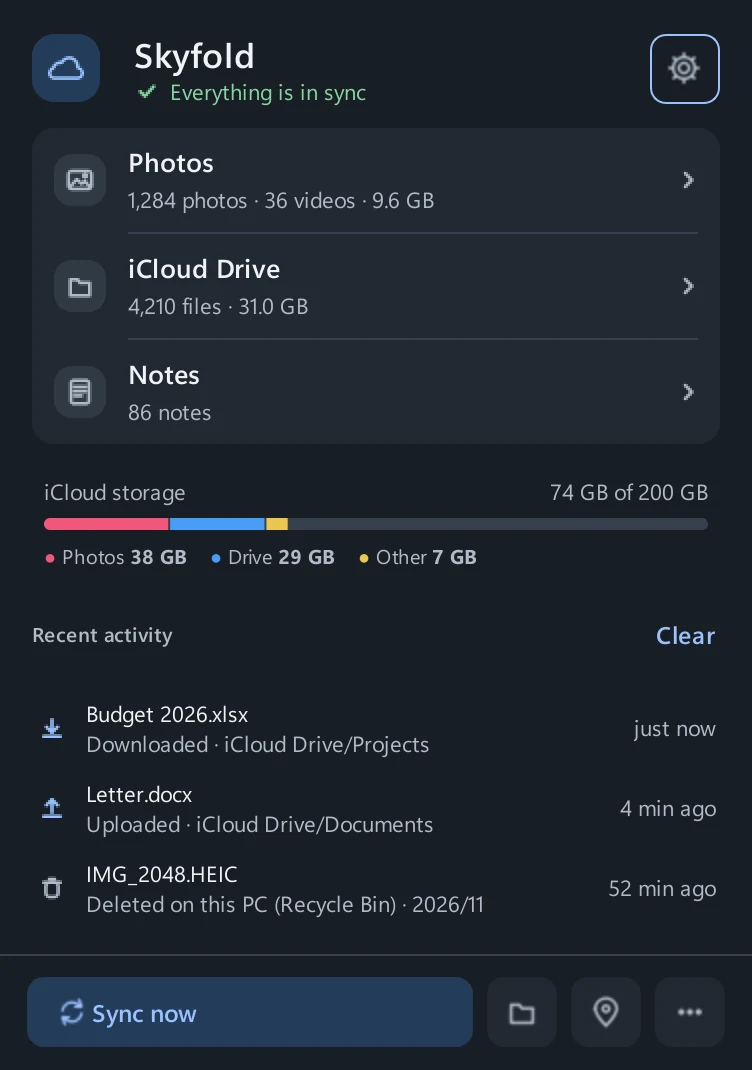 Skyfold
Everything is in sync
Photos
1,284 photos · 36 videos · 9.6 GB
iCloud Drive
4,210 files · 31.0 GB
Notes
86 notes
iCloud storage 74 GB of 200 GB
Photos 38 GB Drive 29 GB Other 7 GB
Recent activity Clear
Budget 2026.xlsx
Downloaded · iCloud Drive/Projects just now
Letter.docx
Uploaded · iCloud Drive/Documents 4 min ago
IMG_2048.HEIC
Deleted on this PC (Recycle Bin) · 2026/11 52 min ago
Sync now